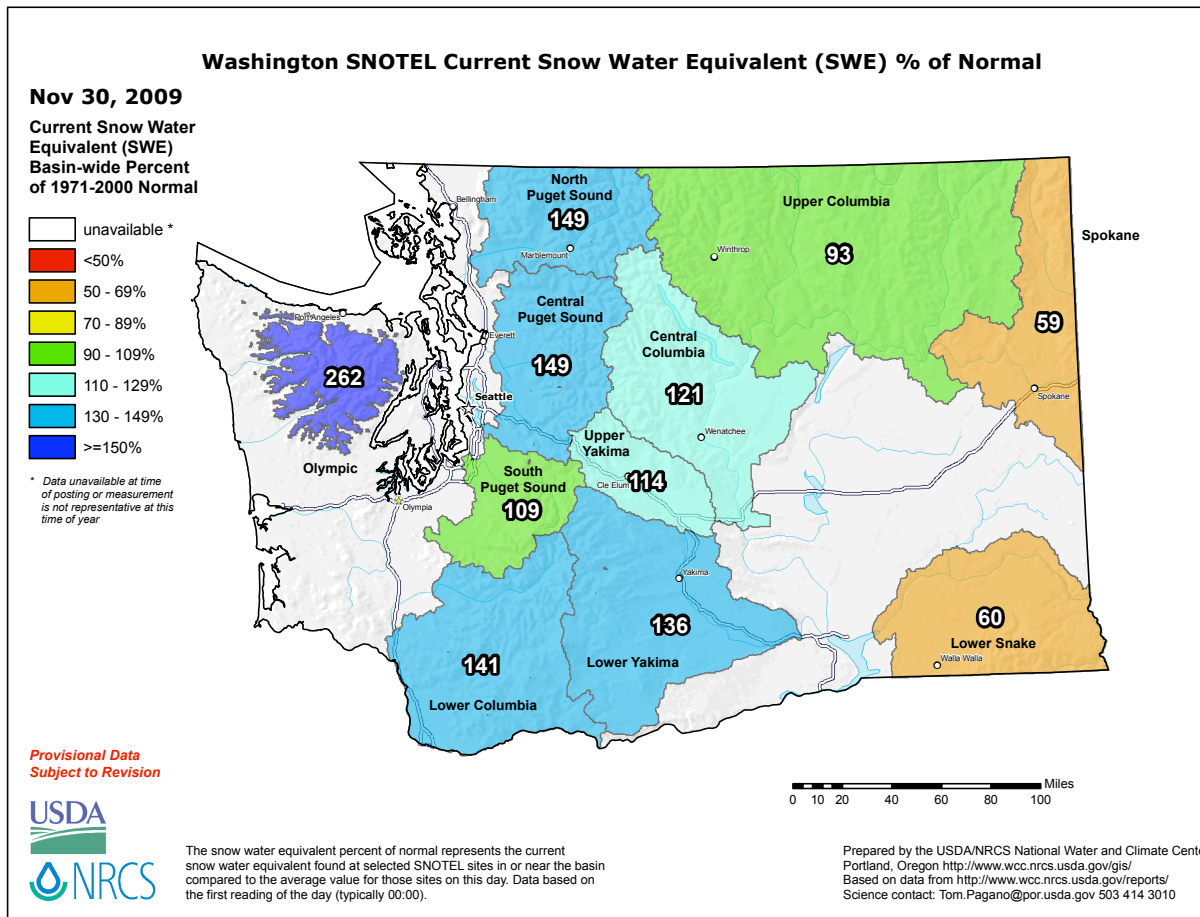 Washington SNOTEL Current Snow Water Equivalent (SWE) % of Normal
Nov 30, 2009
Current Snow Water
Equivalent (SWE)
Basin-wide Percent
of 1971-2000 Normal
unavailable *
<50%
50 - 69%
70 - 89%
90 - 109%
110 - 129%
130 - 149%
>=150%
* Data unavailable at time
of posting or measurement
is not representative at this
time of year
North
Puget Sound
149
Marblemount
Bellingham
Upper Columbia
93
Winthrop
Spokane
59
Spokane
Central
Puget Sound
149
Everett
Port Angeles
262
Olympic
Seattle
Central
Columbia
121
Wenatchee
Upper
Yakima
114
Cle Elum
South
Puget Sound
109
Olympia
Yakima
136
Lower Yakima
141
Lower Columbia
60
Lower Snake
Walla Walla
Provisional Data
Subject to Revision
Miles
0 10 20 40 60 80 100
USDA
NRCS
The snow water equivalent percent of normal represents the current
snow water equivalent found at selected SNOTEL sites in or near the basin
compared to the average value for those sites on this day. Data based on
the first reading of the day (typically 00:00).
Prepared by the USDA/NRCS National Water and Climate Cente
Portland, Oregon http://www.wcc.nrcs.usda.gov/gis/
Based on data from http://www.wcc.nrcs.usda.gov/reports/
Science contact: Tom.Pagano@por.usda.gov 503 414 3010